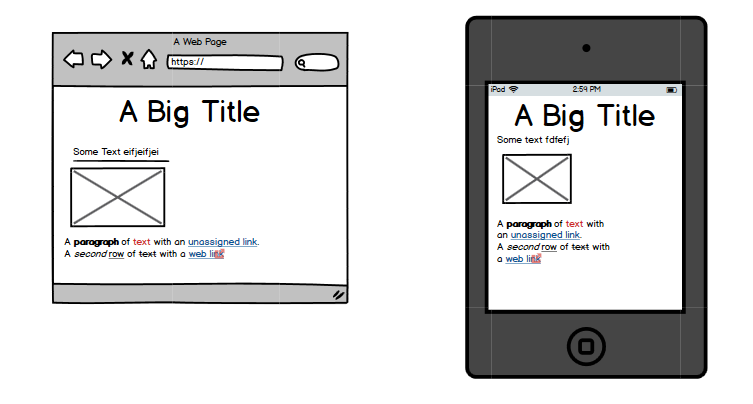 A Web Page
https://
A Big Title
Some Text eifjeifjei
A paragraph of text with an unassigned link.
A second row of text with a web link
iPod 2:59 PM
A Big Title
Some text fdfefj
A paragraph of text with
an unassigned link.
A second row of text with
a web link